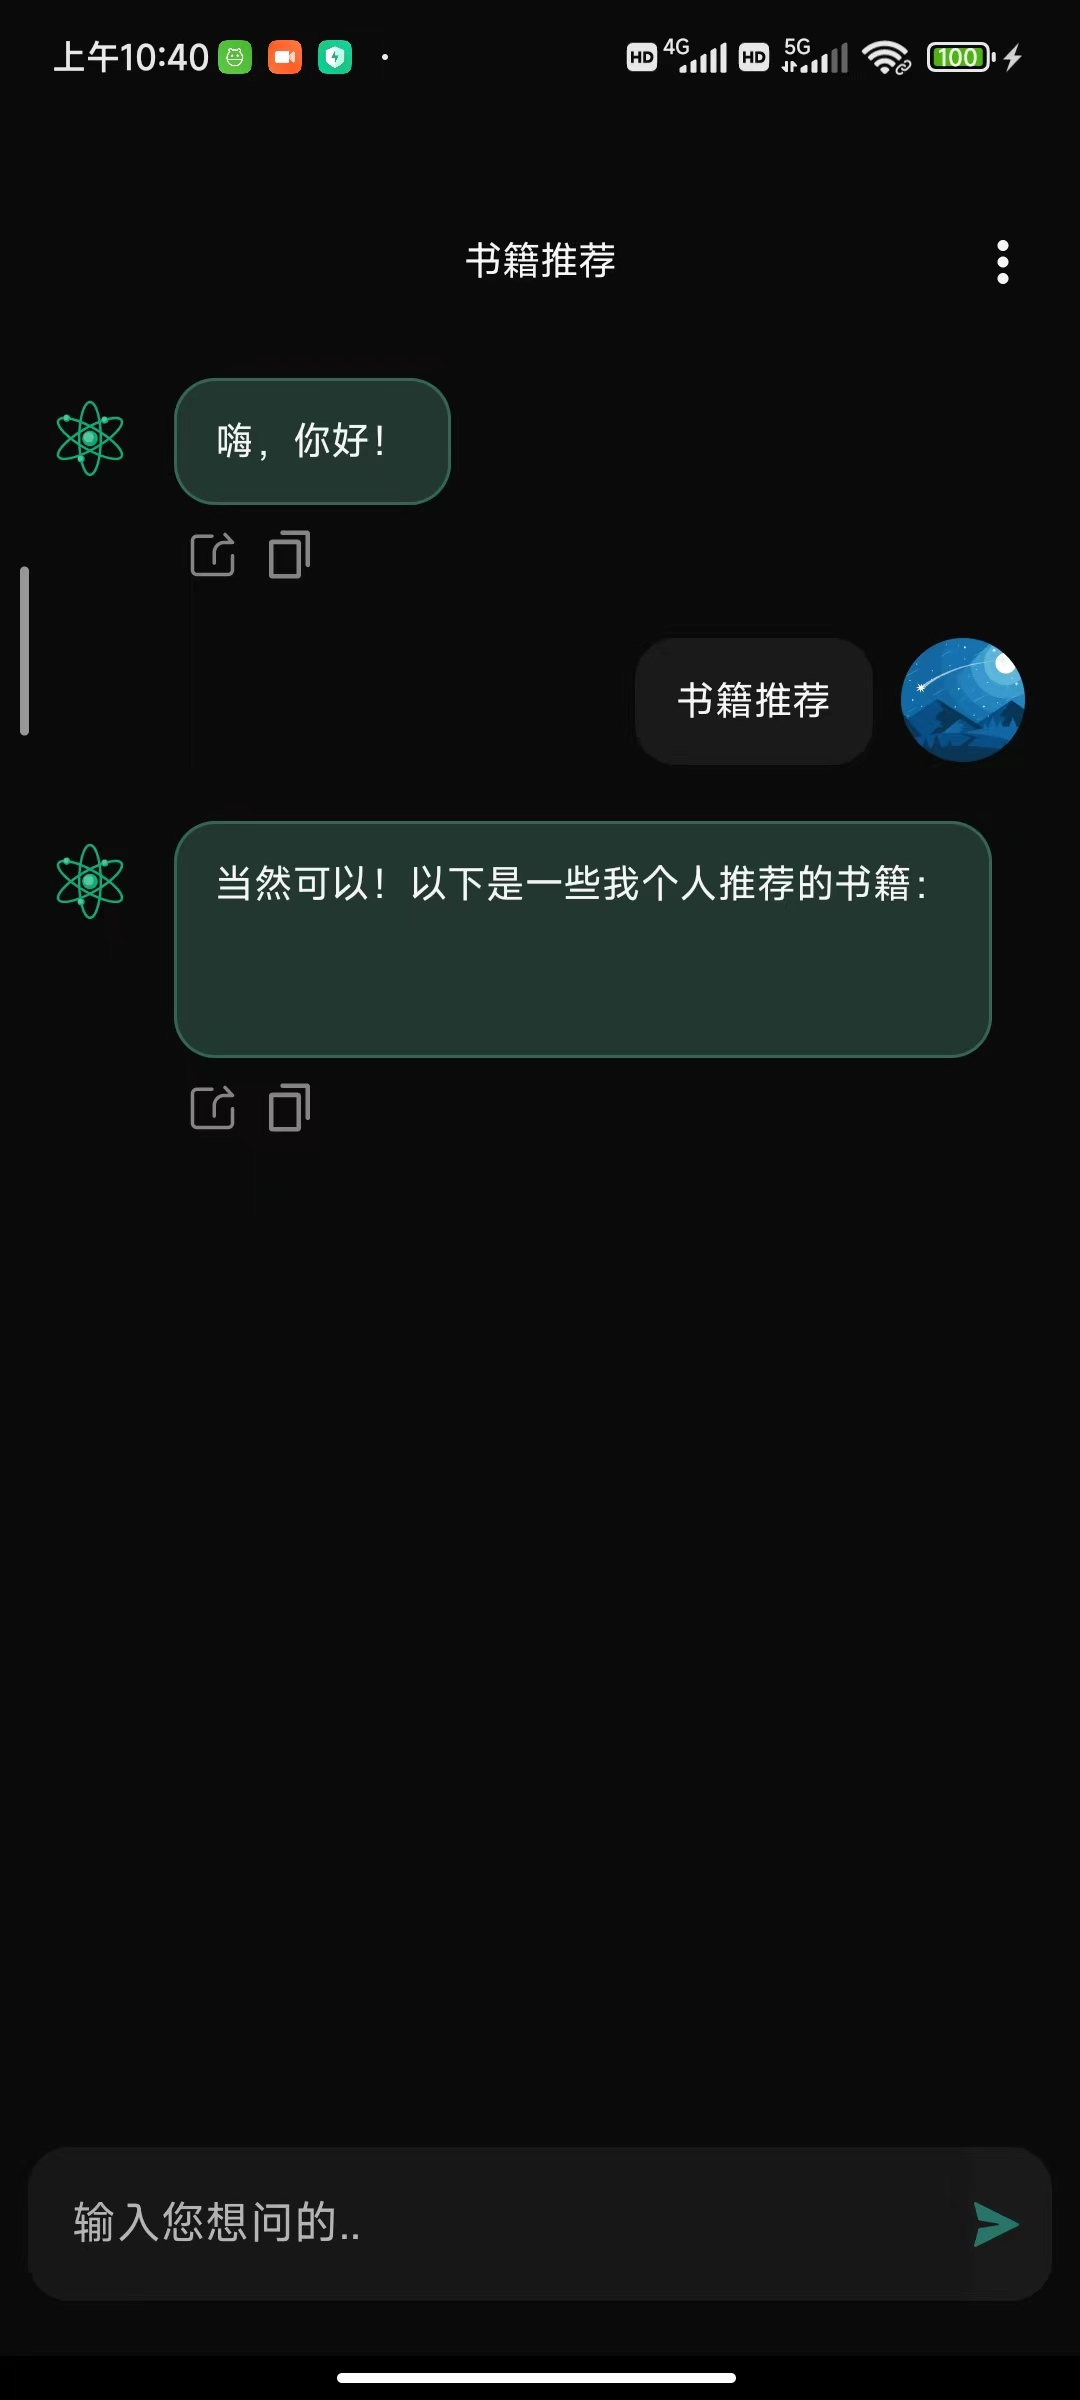 上午10:40
HD 4G HD 5G 100
书籍推荐
嗨，你好！
书籍推荐
当然可以！以下是一些我个人推荐的书籍：
输入您想问的..